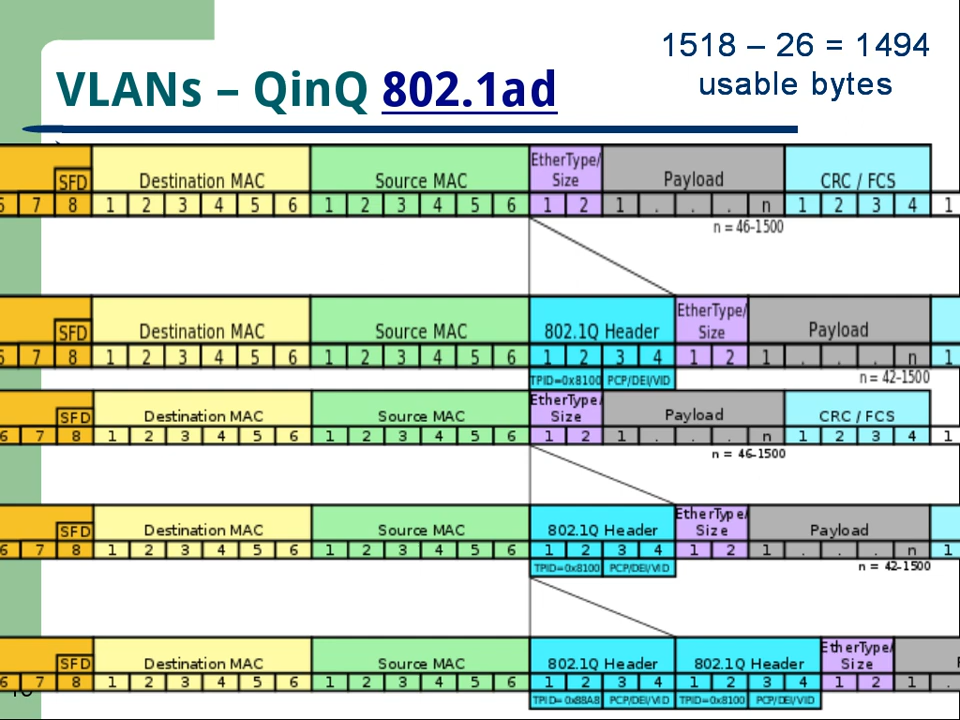 1518 – 26 = 1494
usable bytes
VLANs – QinQ 802.1ad
SFD Destination MAC Source MAC EtherType/ Size Payload CRC / FCS
7 8 1 2 3 4 5 6 1 2 3 4 5 6 1 2 1 . . . n 1 2 3 4 1
n = 46-1500
SFD Destination MAC Source MAC 802.1Q Header EtherType/ Size Payload
7 8 1 2 3 4 5 6 1 2 3 4 5 6 1 2 3 4 1 2 1 . . . n 1
TPID=0x8100 PCP/DEI/VID
n = 42-1500
SFD Destination MAC Source MAC EtherType/ Size Payload CRC / FCS
6 7 8 1 2 3 4 5 6 1 2 3 4 5 6 1 2 1 . . . n 1 2 3 4 1
n = 46-1500
SFD Destination MAC Source MAC 802.1Q Header EtherType/ Size Payload
6 7 8 1 2 3 4 5 6 1 2 3 4 5 6 1 2 3 4 1 2 1 . . . n 1
TPID=0x8100 PCP/DEI/VID
n = 42-1500
SFD Destination MAC Source MAC 802.1Q Header 802.1Q Header EtherType/ Size
6 7 8 1 2 3 4 5 6 1 2 3 4 5 6 1 2 3 4 1 2 3 4 1 2 1 .
TPID=0x88A8 PCP/DEI/VID TPID=0x8100 PCP/DEI/VID